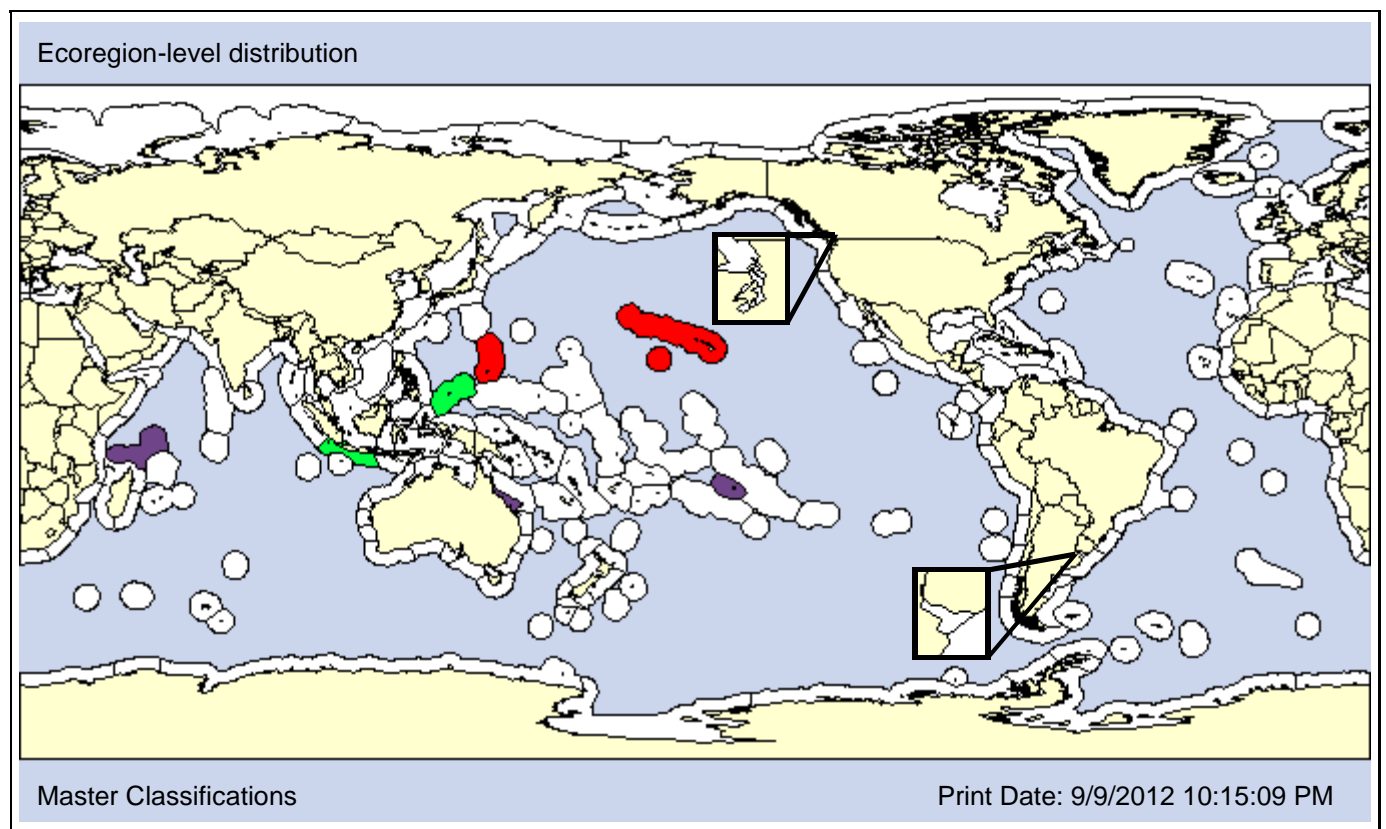 Ecoregion-level distribution
Master Classifications
Print Date: 9/9/2012 10:15:09 PM